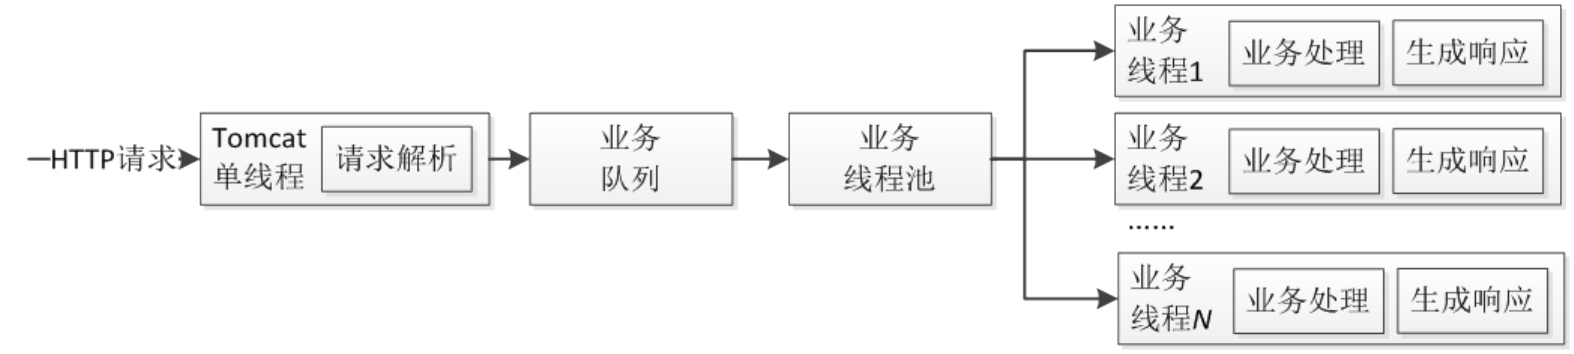 HTTP请求
Tomcat
单线程
请求解析
业务
队列
业务
线程池
业务
线程1
业务处理
生成响应
业务
线程2
业务处理
生成响应
……
业务
线程N
业务处理
生成响应